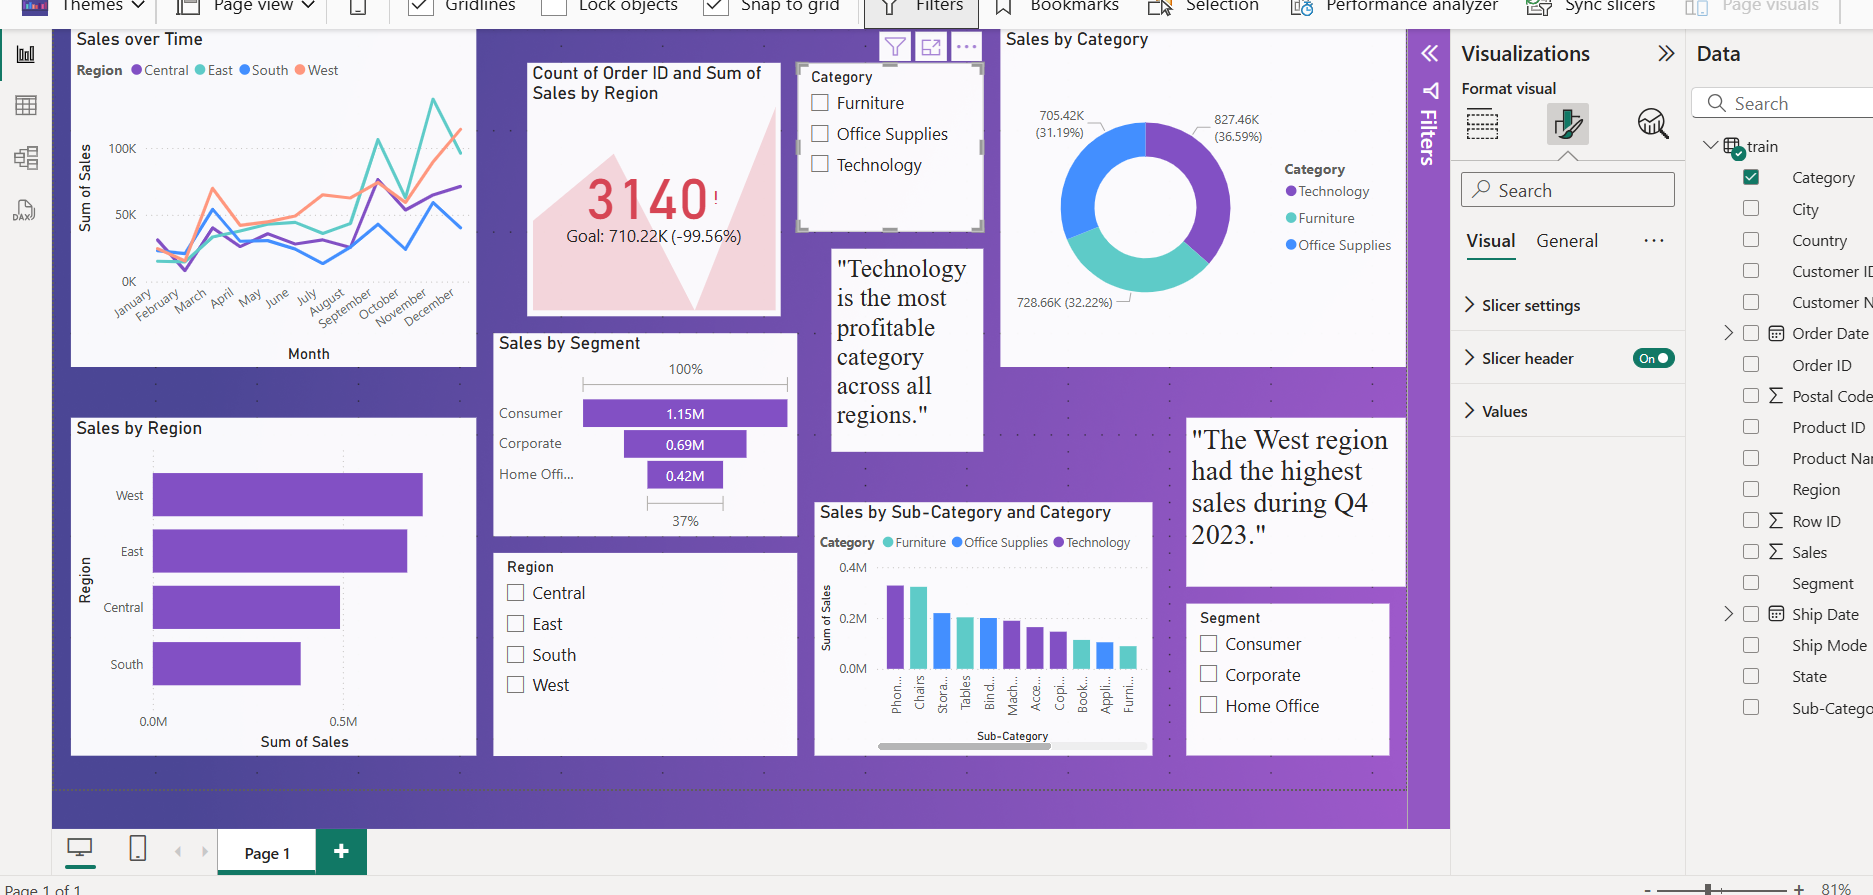 Themes
Page view
Gridlines
Lock objects
Snap to grid
Filters
Bookmarks
Selection
Performance analyzer
Sync slicers
Page visuals
Sales over Time
Region Central East South West
100K
50K
0K
Sum of Sales
January
February
March
April
May
June
July
August
September
October
November
December
Month
Count of Order ID and Sum of
Sales by Region
3140!
Goal: 710.22K (-99.56%)
Category
Furniture
Office Supplies
Technology
Sales by Category
705.42K
(31.19%)
827.46K
(36.59%)
728.66K (32.22%)
Category
Technology
Furniture
Office Supplies
"Technology
is the most
profitable
category
across all
regions."
Sales by Segment
100%
Consumer 1.15M
Corporate 0.69M
Home Offi... 0.42M
37%
Sales by Region
Region
West
East
Central
South
0.0M 0.5M
Sum of Sales
Region
Central
East
South
West
Sales by Sub-Category and Category
Category Furniture Office Supplies Technology
0.4M
0.2M
0.0M
Sum of Sales
Phon...
Chairs
Stora...
Tables
Bind...
Mach...
Acce...
Copi...
Book...
Appli...
Furni...
Sub-Category
"The West region
had the highest
sales during Q4
2023."
Segment
Consumer
Corporate
Home Office
Filters
Visualizations
Format visual
Search
Visual General
Slicer settings
Slicer header On
Values
Data
Search
train
Category
City
Country
Customer ID
Customer N
Order Date
Order ID
Postal Code
Product ID
Product Na
Region
Row ID
Sales
Segment
Ship Date
Ship Mode
State
Sub-Catego
DAX
Page 1
+
Page 1 of 1
- + 81%